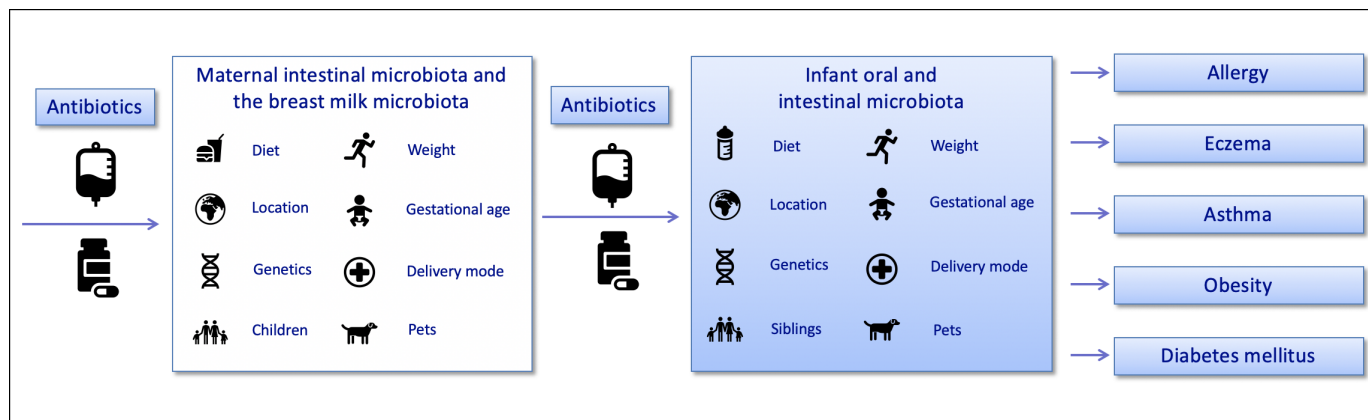 Antibiotics
Maternal intestinal microbiota and
the breast milk microbiota
Diet
Weight
Location
Gestational age
Genetics
Delivery mode
Children
Pets
Antibiotics
Infant oral and
intestinal microbiota
Diet
Weight
Location
Gestational age
Genetics
Delivery mode
Siblings
Pets
Allergy
Eczema
Asthma
Obesity
Diabetes mellitus